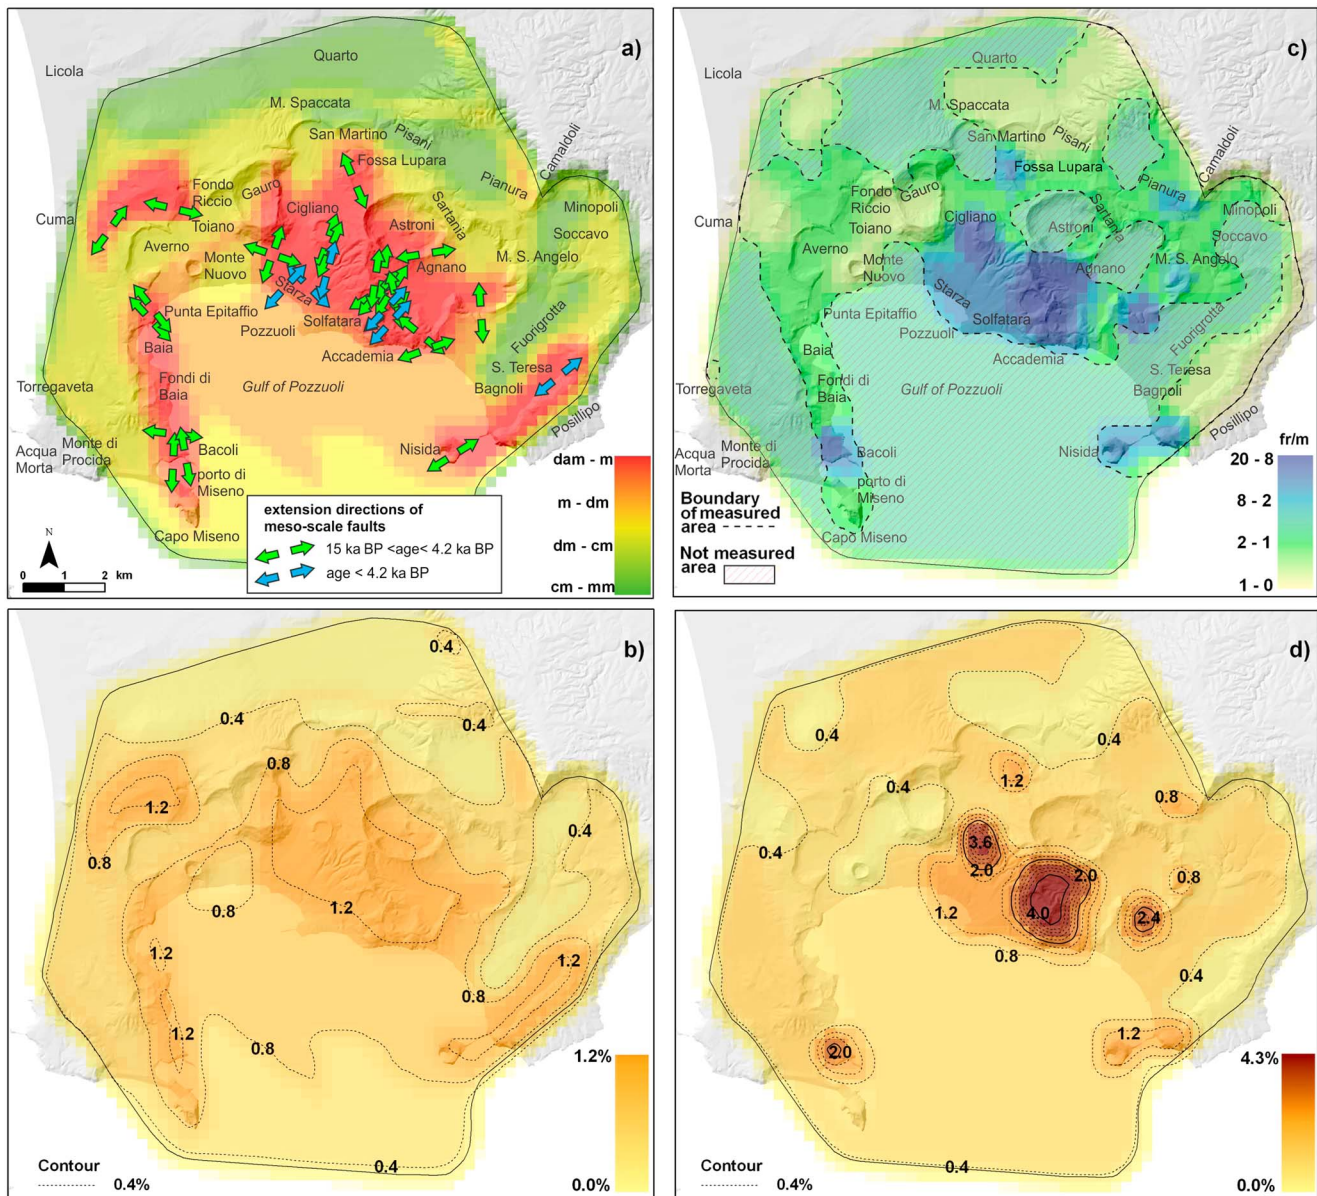 a)
Quarto
Licola
M. Spaccata
San Martino
Pisani
Fossa Lupara
Camaldoli
Pianura
Fondo
Riccio
Gauro
Cigliano
Sartania
Minopoli
Cuma
Toiano
Astroni
Soccavo
Averno
M. S. Angelo
Monte
Nuovo
Agnano
Starza
Punta Epitaffio
Solfatara
Pozzuoli
Fuorigrotta
Baia
Accademia
S. Teresa
Torregaveta
Fondi di
Baia
Gulf of Pozzuoli
Bagnoli
Posillipo
Acqua
Morta
Monte di
Procida
Bacoli
Nisida
porto di
Miseno
Capo Miseno
dam - m
m - dm
dm - cm
cm - mm
extension directions of
meso-scale faults
15 ka BP <age< 4.2 ka BP
age < 4.2 ka BP
N
0 1 2 km
c)
Quarto
Licola
M. Spaccata
San Martino
Pisani
Fossa Lupara
Camaldoli
Pianura
Fondo
Riccio
Gauro
Cigliano
Sartania
Minopoli
Cuma
Toiano
Astroni
Soccavo
Averno
M. S. Angelo
Monte
Nuovo
Agnano
Starza
Punta Epitaffio
Solfatara
Pozzuoli
Fuorigrotta
Baia
Accademia
S. Teresa
Torregaveta
Fondi di
Baia
Gulf of Pozzuoli
Bagnoli
Posillipo
Acqua
Morta
Monte di
Procida
Bacoli
Nisida
porto di
Miseno
Capo Miseno
fr/m
20 - 8
8 - 2
2 - 1
1 - 0
Boundary
of measured
area
Not measured
area
b)
0.4
0.4
0.4
0.8
1.2
0.4
0.8
0.8
1.2
1.2
1.2
0.8
1.2
0.8
0.4
1.2%
0.0%
Contour
0.4%
d)
0.4
0.4
1.2
0.4
0.8
3.6
0.4
2.0
2.0
0.8
1.2
4.0
2.4
0.8
0.4
1.2
2.0
0.4
4.3%
0.0%
Contour
0.4%